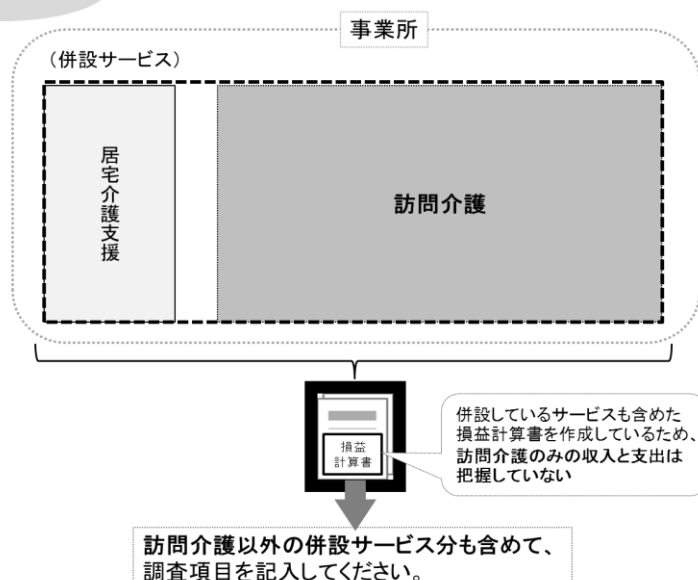 事業所
（併設サービス）
居宅介護支援
訪問介護
損益
計算書
併設しているサービスも含めた
損益計算書を作成しているため、
訪問介護のみの収入と支出は
把握していない
訪問介護以外の併設サービス分も含めて、
調査項目を記入してください。